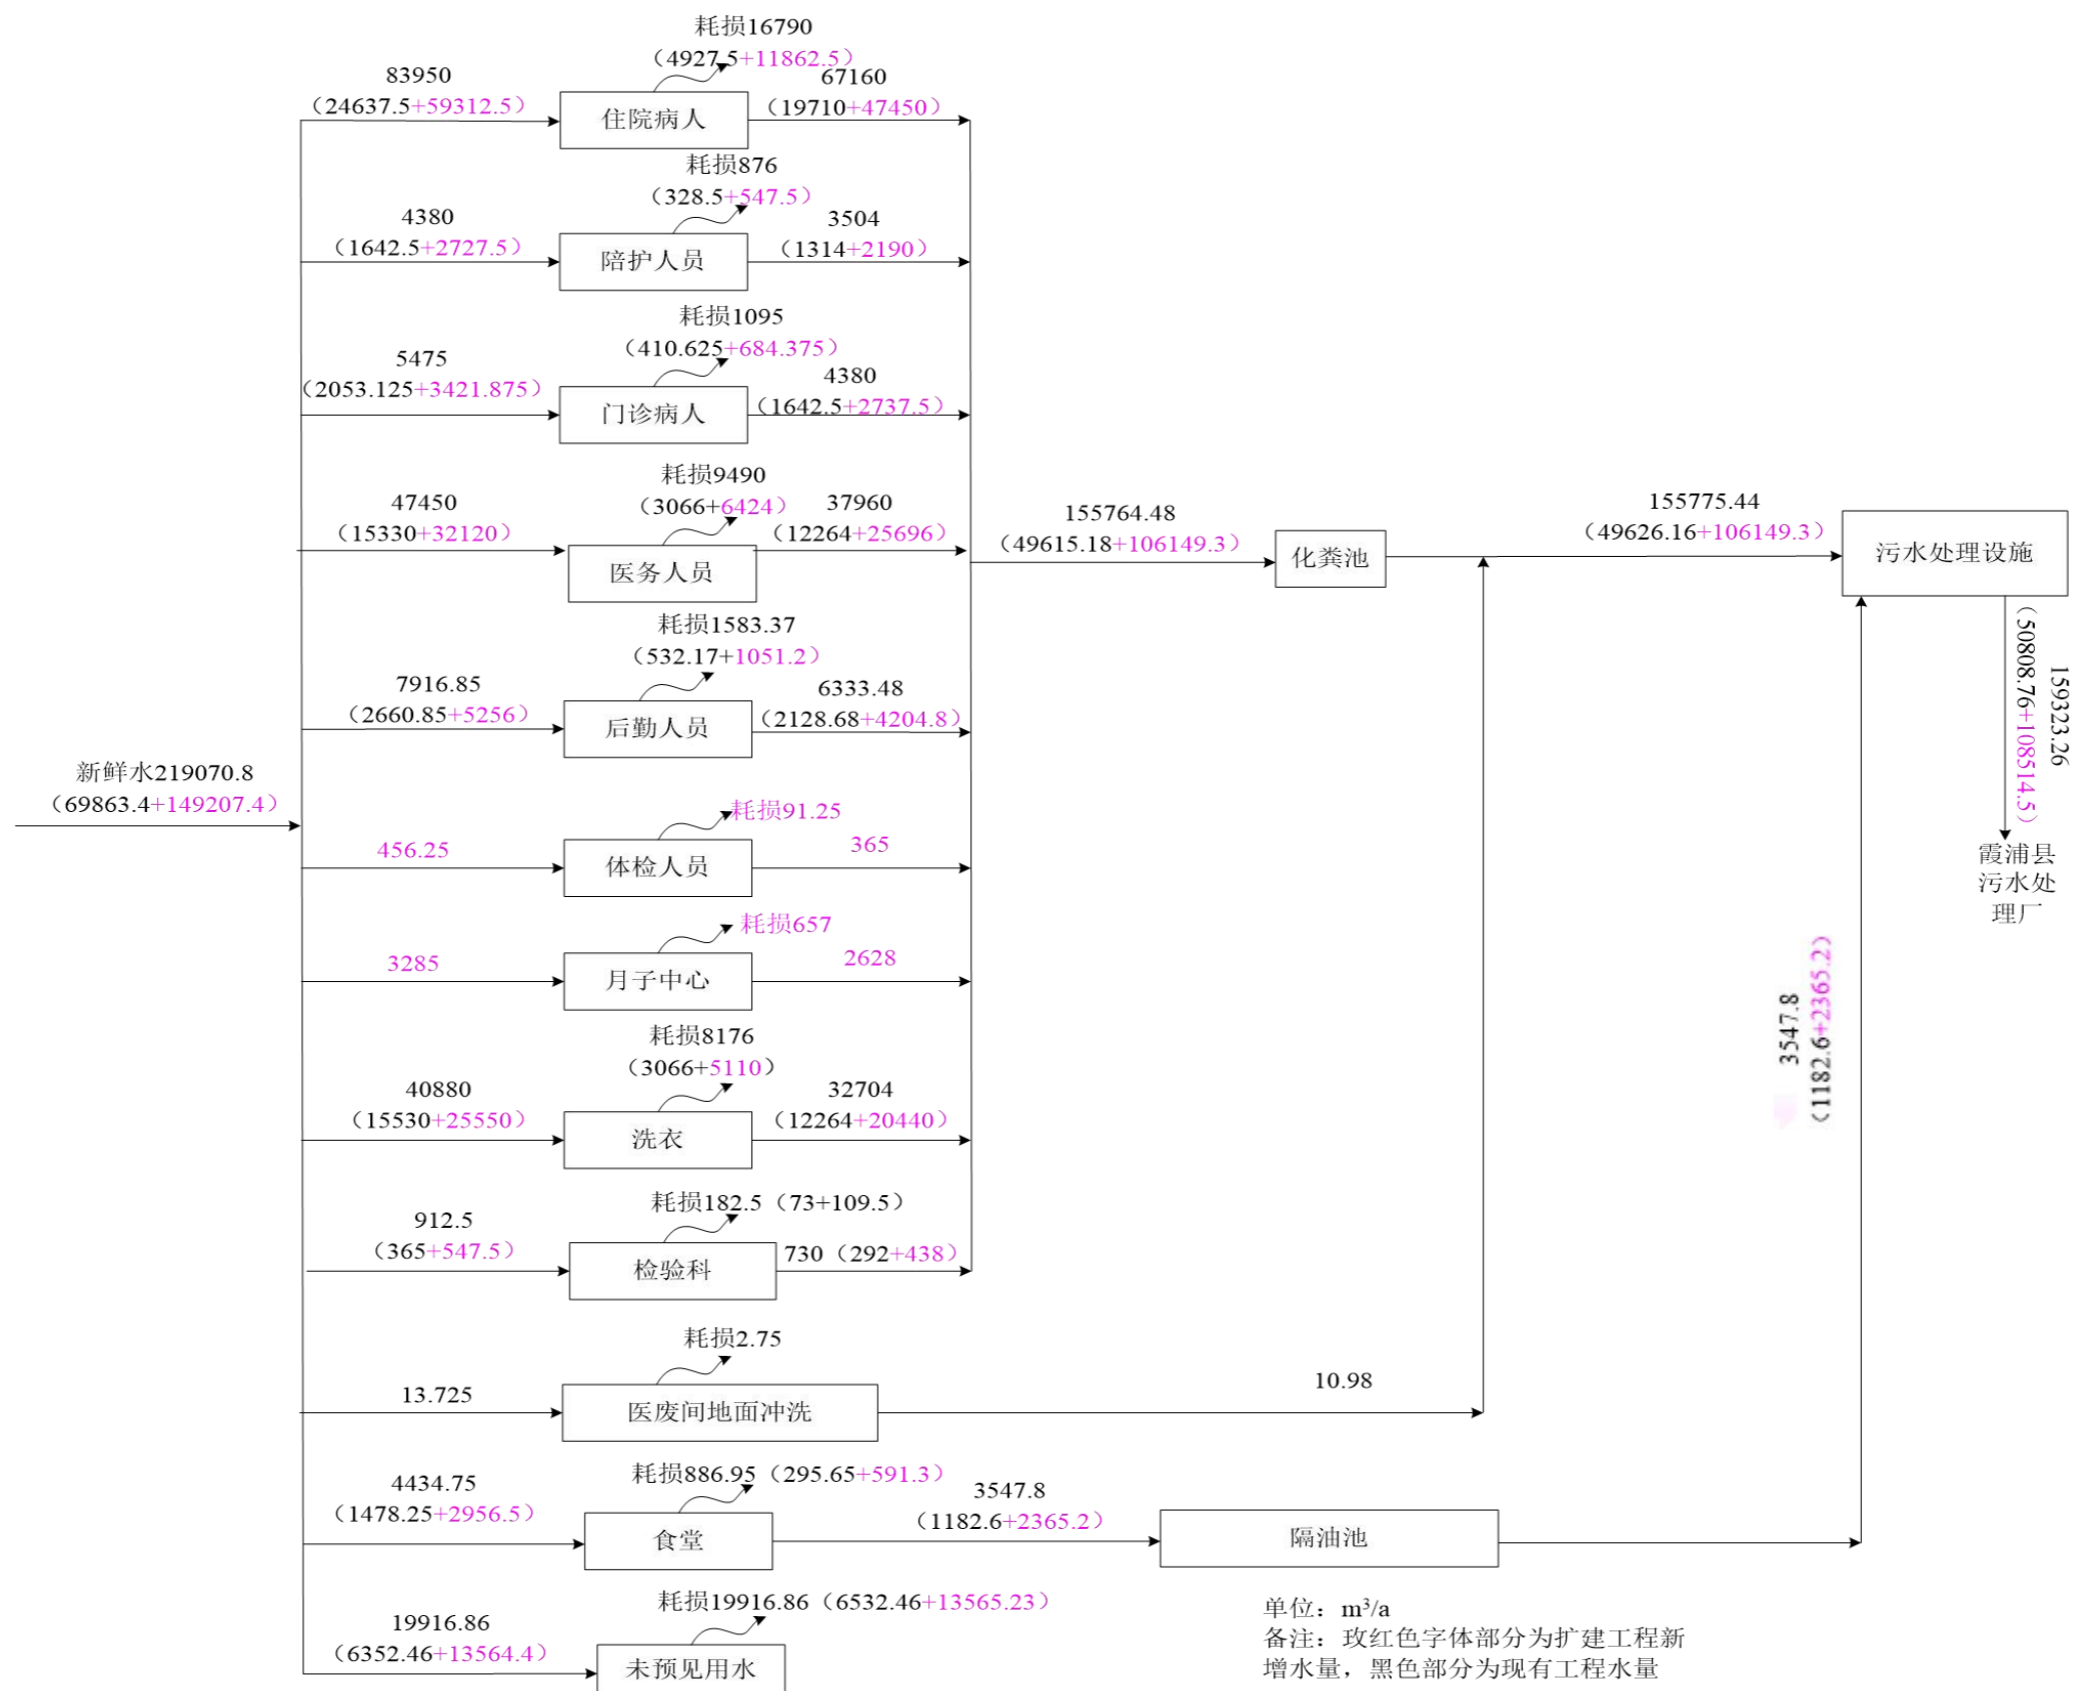 耗损16790
（4927.5+11862.5）
83950
（24637.5+59312.5）
住院病人
67160
（19710+47450）
耗损876
（328.5+547.5）
4380
（1642.5+2727.5）
陪护人员
3504
（1314+2190）
耗损1095
（410.625+684.375）
5475
（2053.125+3421.875）
门诊病人
4380
（1642.5+2737.5）
耗损9490
（3066+6424）
47450
（15330+32120）
医务人员
37960
（12264+25696）
155764.48
（49615.18+106149.3）
化粪池
155775.44
（49626.16+106149.3）
污水处理设施
耗损1583.37
（532.17+1051.2）
7916.85
（2660.85+5256）
后勤人员
6333.48
（2128.68+4204.8）
159323.26
（50808.76+108514.5）
霞浦县
污水处
理厂
新鲜水219070.8
（69863.4+149207.4）
耗损91.25
456.25
体检人员
365
耗损657
3285
月子中心
2628
3547.8
（1182.6+2365.2）
耗损8176
（3066+5110）
40880
（15530+25550）
洗衣
32704
（12264+20440）
耗损182.5（73+109.5）
912.5
（365+547.5）
检验科
730（292+438）
耗损2.75
13.725
医废间地面冲洗
10.98
耗损886.95（295.65+591.3）
4434.75
（1478.25+2956.5）
食堂
3547.8
（1182.6+2365.2）
隔油池
耗损19916.86（6532.46+13565.23）
19916.86
（6352.46+13564.4）
未预见用水
单位：m³/a
备注：玫红色字体部分为扩建工程新
增水量，黑色部分为现有工程水量